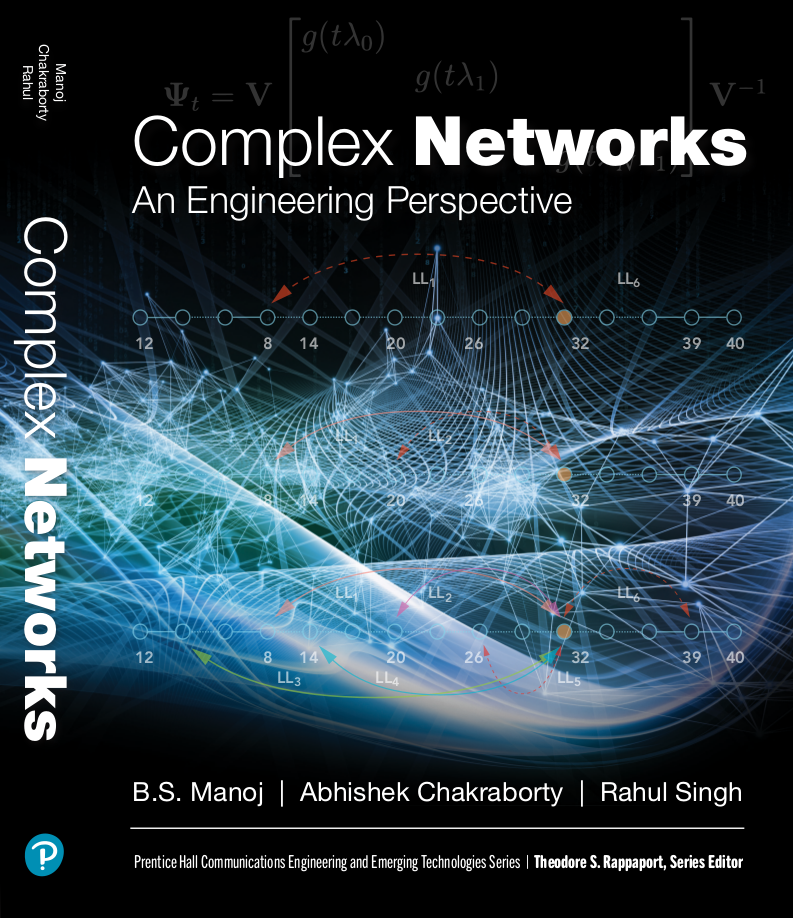 Manoj
Chakraborty
Rahul
Complex Networks
Ψt = V
g(tλ0)
g(tλ1)
V−1
Complex Networks
An Engineering Perspective
LL1 LL6
12 8 14 20 26 32 39 40
LL1 LL2
12 8 14 20 26 32 39 40
LL1 LL2 LL6
12 8 14 20 26 32 39 40
LL3 LL4 LL5
B.S. Manoj | Abhishek Chakraborty | Rahul Singh
P
Prentice Hall Communications Engineering and Emerging Technologies Series | Theodore S. Rappaport, Series Editor